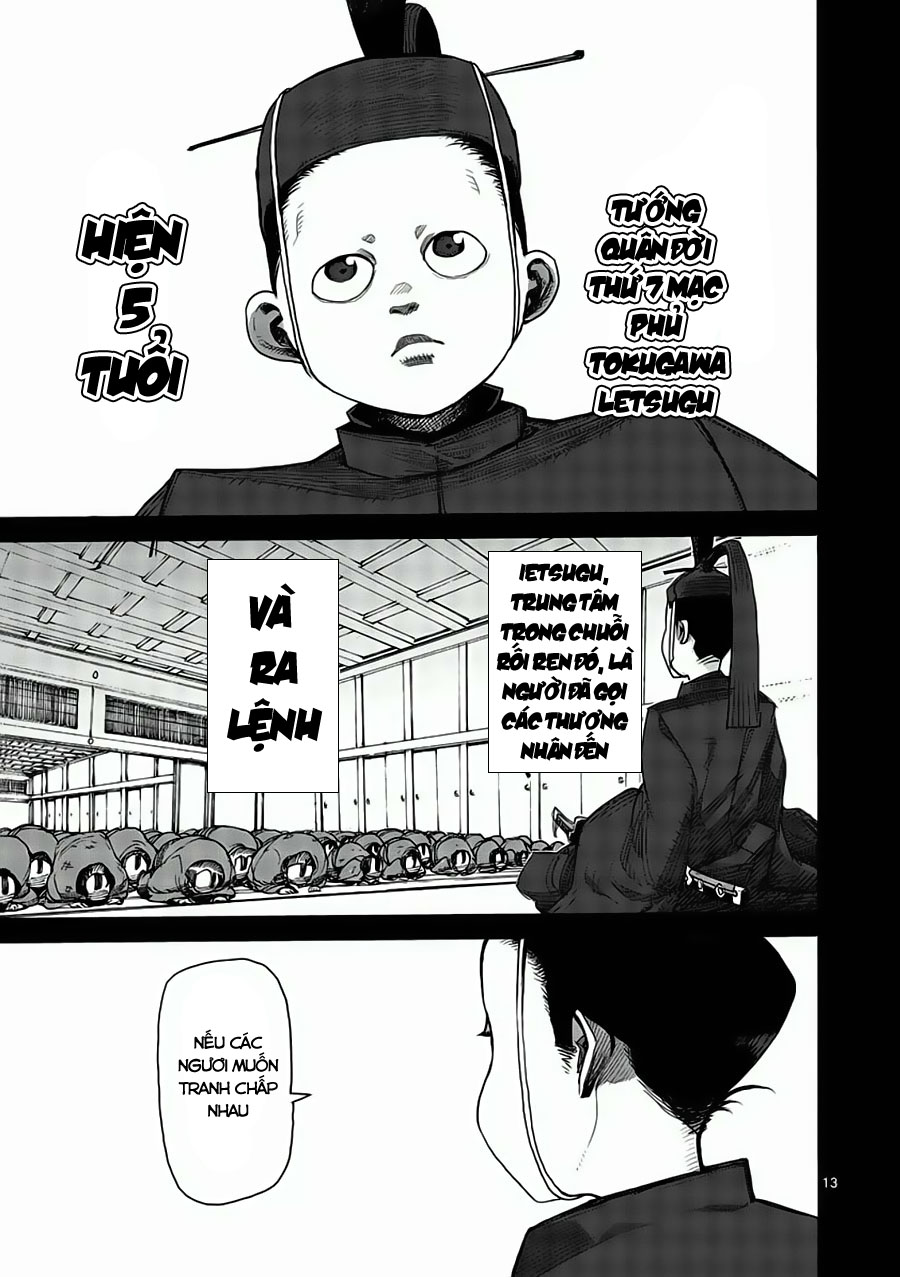 TƯỚNG
QUÂN ĐỜI
THỨ 7 MẠC
PHỦ
TOKUGAWA
LETSUGU
HIỆN
5
TUỔI
IETSUGU,
TRUNG TÂM
TRONG CHUỖI
RỐI REN ĐÓ, LÀ
NGƯỜI ĐÃ GỌI
CÁC THƯƠNG
NHÂN ĐẾN
VÀ
RA
LỆNH
NẾU CÁC
NGƯƠI MUỐN
TRANH CHẤP
NHAU
13